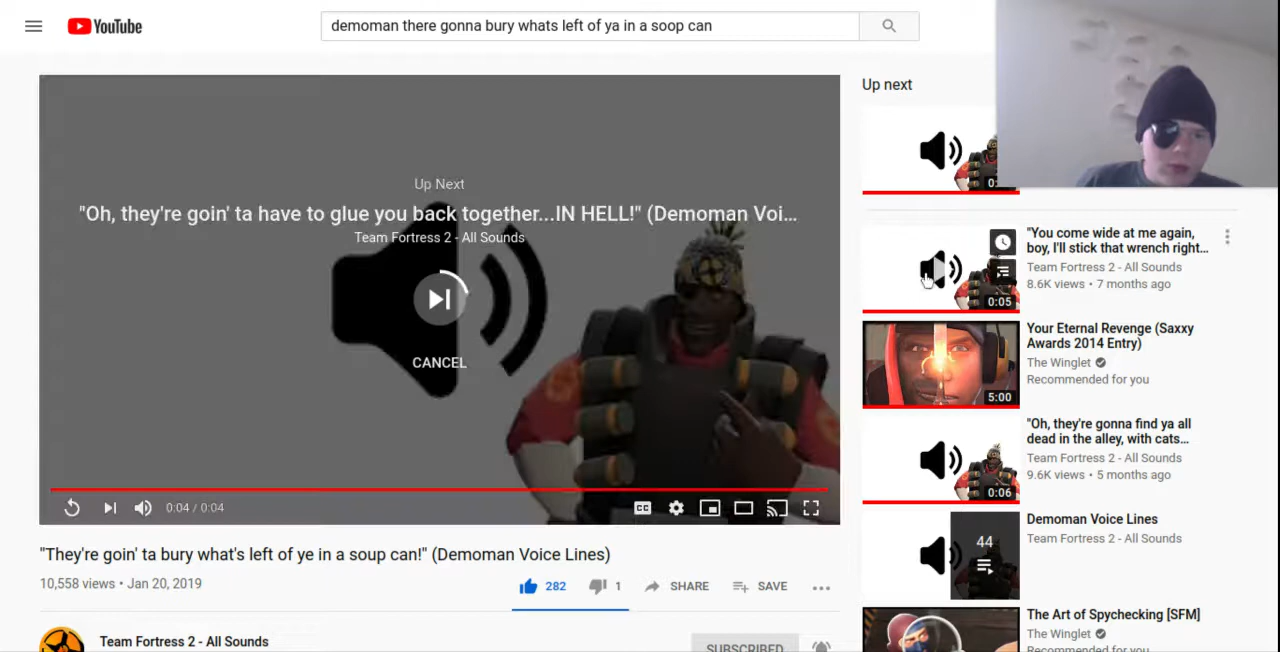 YouTube
demoman there gonna bury whats left of ya in a soop can
Up Next
"Oh, they're goin' ta have to glue you back together...IN HELL!" (Demoman Voi...
Team Fortress 2 - All Sounds
CANCEL
0:04 / 0:04
CC
"They're goin' ta bury what's left of ye in a soup can!" (Demoman Voice Lines)
10,558 views • Jan 20, 2019
282
1
SHARE
SAVE
Team Fortress 2 - All Sounds
SUBSCRIBED
Up next
0:
"You come wide at me again,
boy, I'll stick that wrench right...
Team Fortress 2 - All Sounds
8.6K views • 7 months ago
0:05
Your Eternal Revenge (Saxxy
Awards 2014 Entry)
The Winglet
Recommended for you
5:00
"Oh, they're gonna find ya all
dead in the alley, with cats...
Team Fortress 2 - All Sounds
9.6K views • 5 months ago
0:06
Demoman Voice Lines
Team Fortress 2 - All Sounds
44
The Art of Spychecking [SFM]
The Winglet
Recommended for you